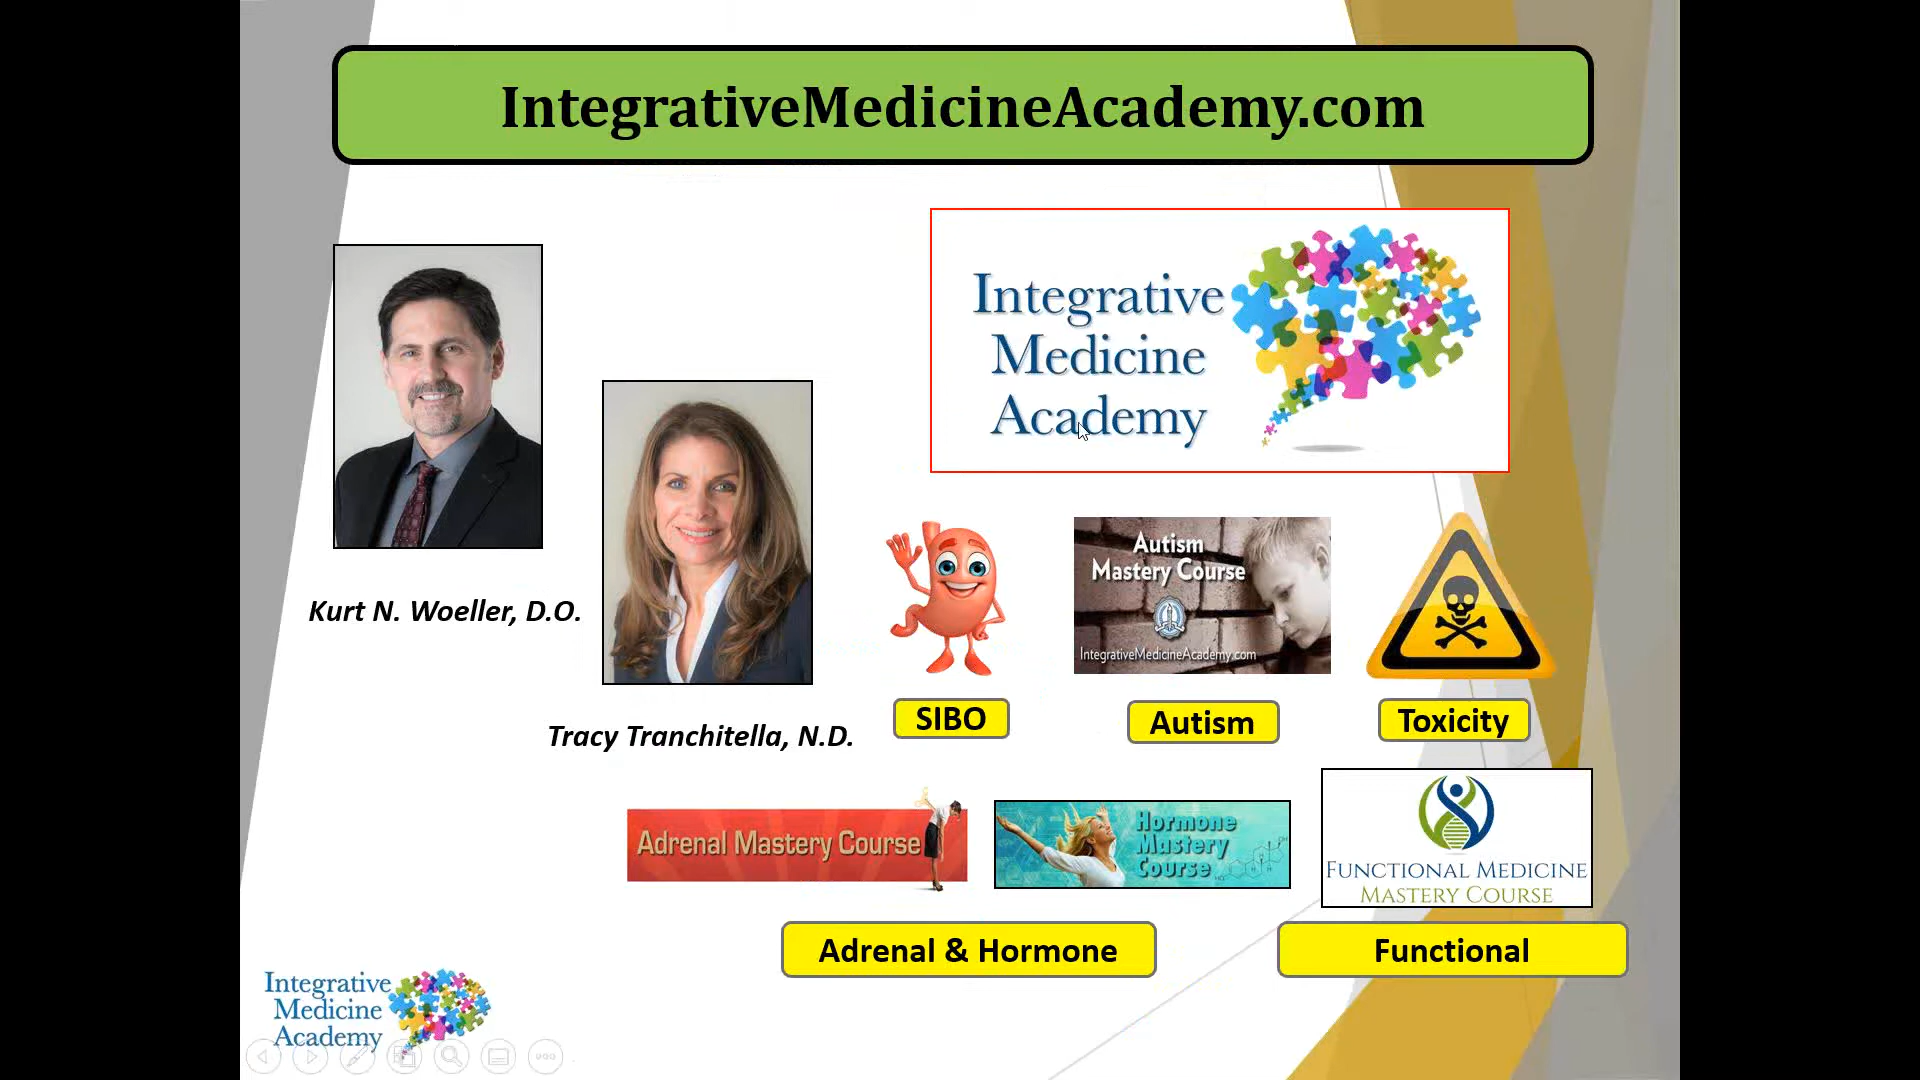 IntegrativeMedicineAcademy.com
Integrative
Medicine
Academy
Kurt N. Woeller, D.O.
Tracy Tranchitella, N.D.
Autism
Mastery Course
IntegrativeMedicineAcademy.com
SIBO
Autism
Toxicity
Adrenal Mastery Course
Hormone
Mastery
Course
FUNCTIONAL MEDICINE
MASTERY COURSE
Adrenal & Hormone
Functional
Integrative
Medicine
Academy